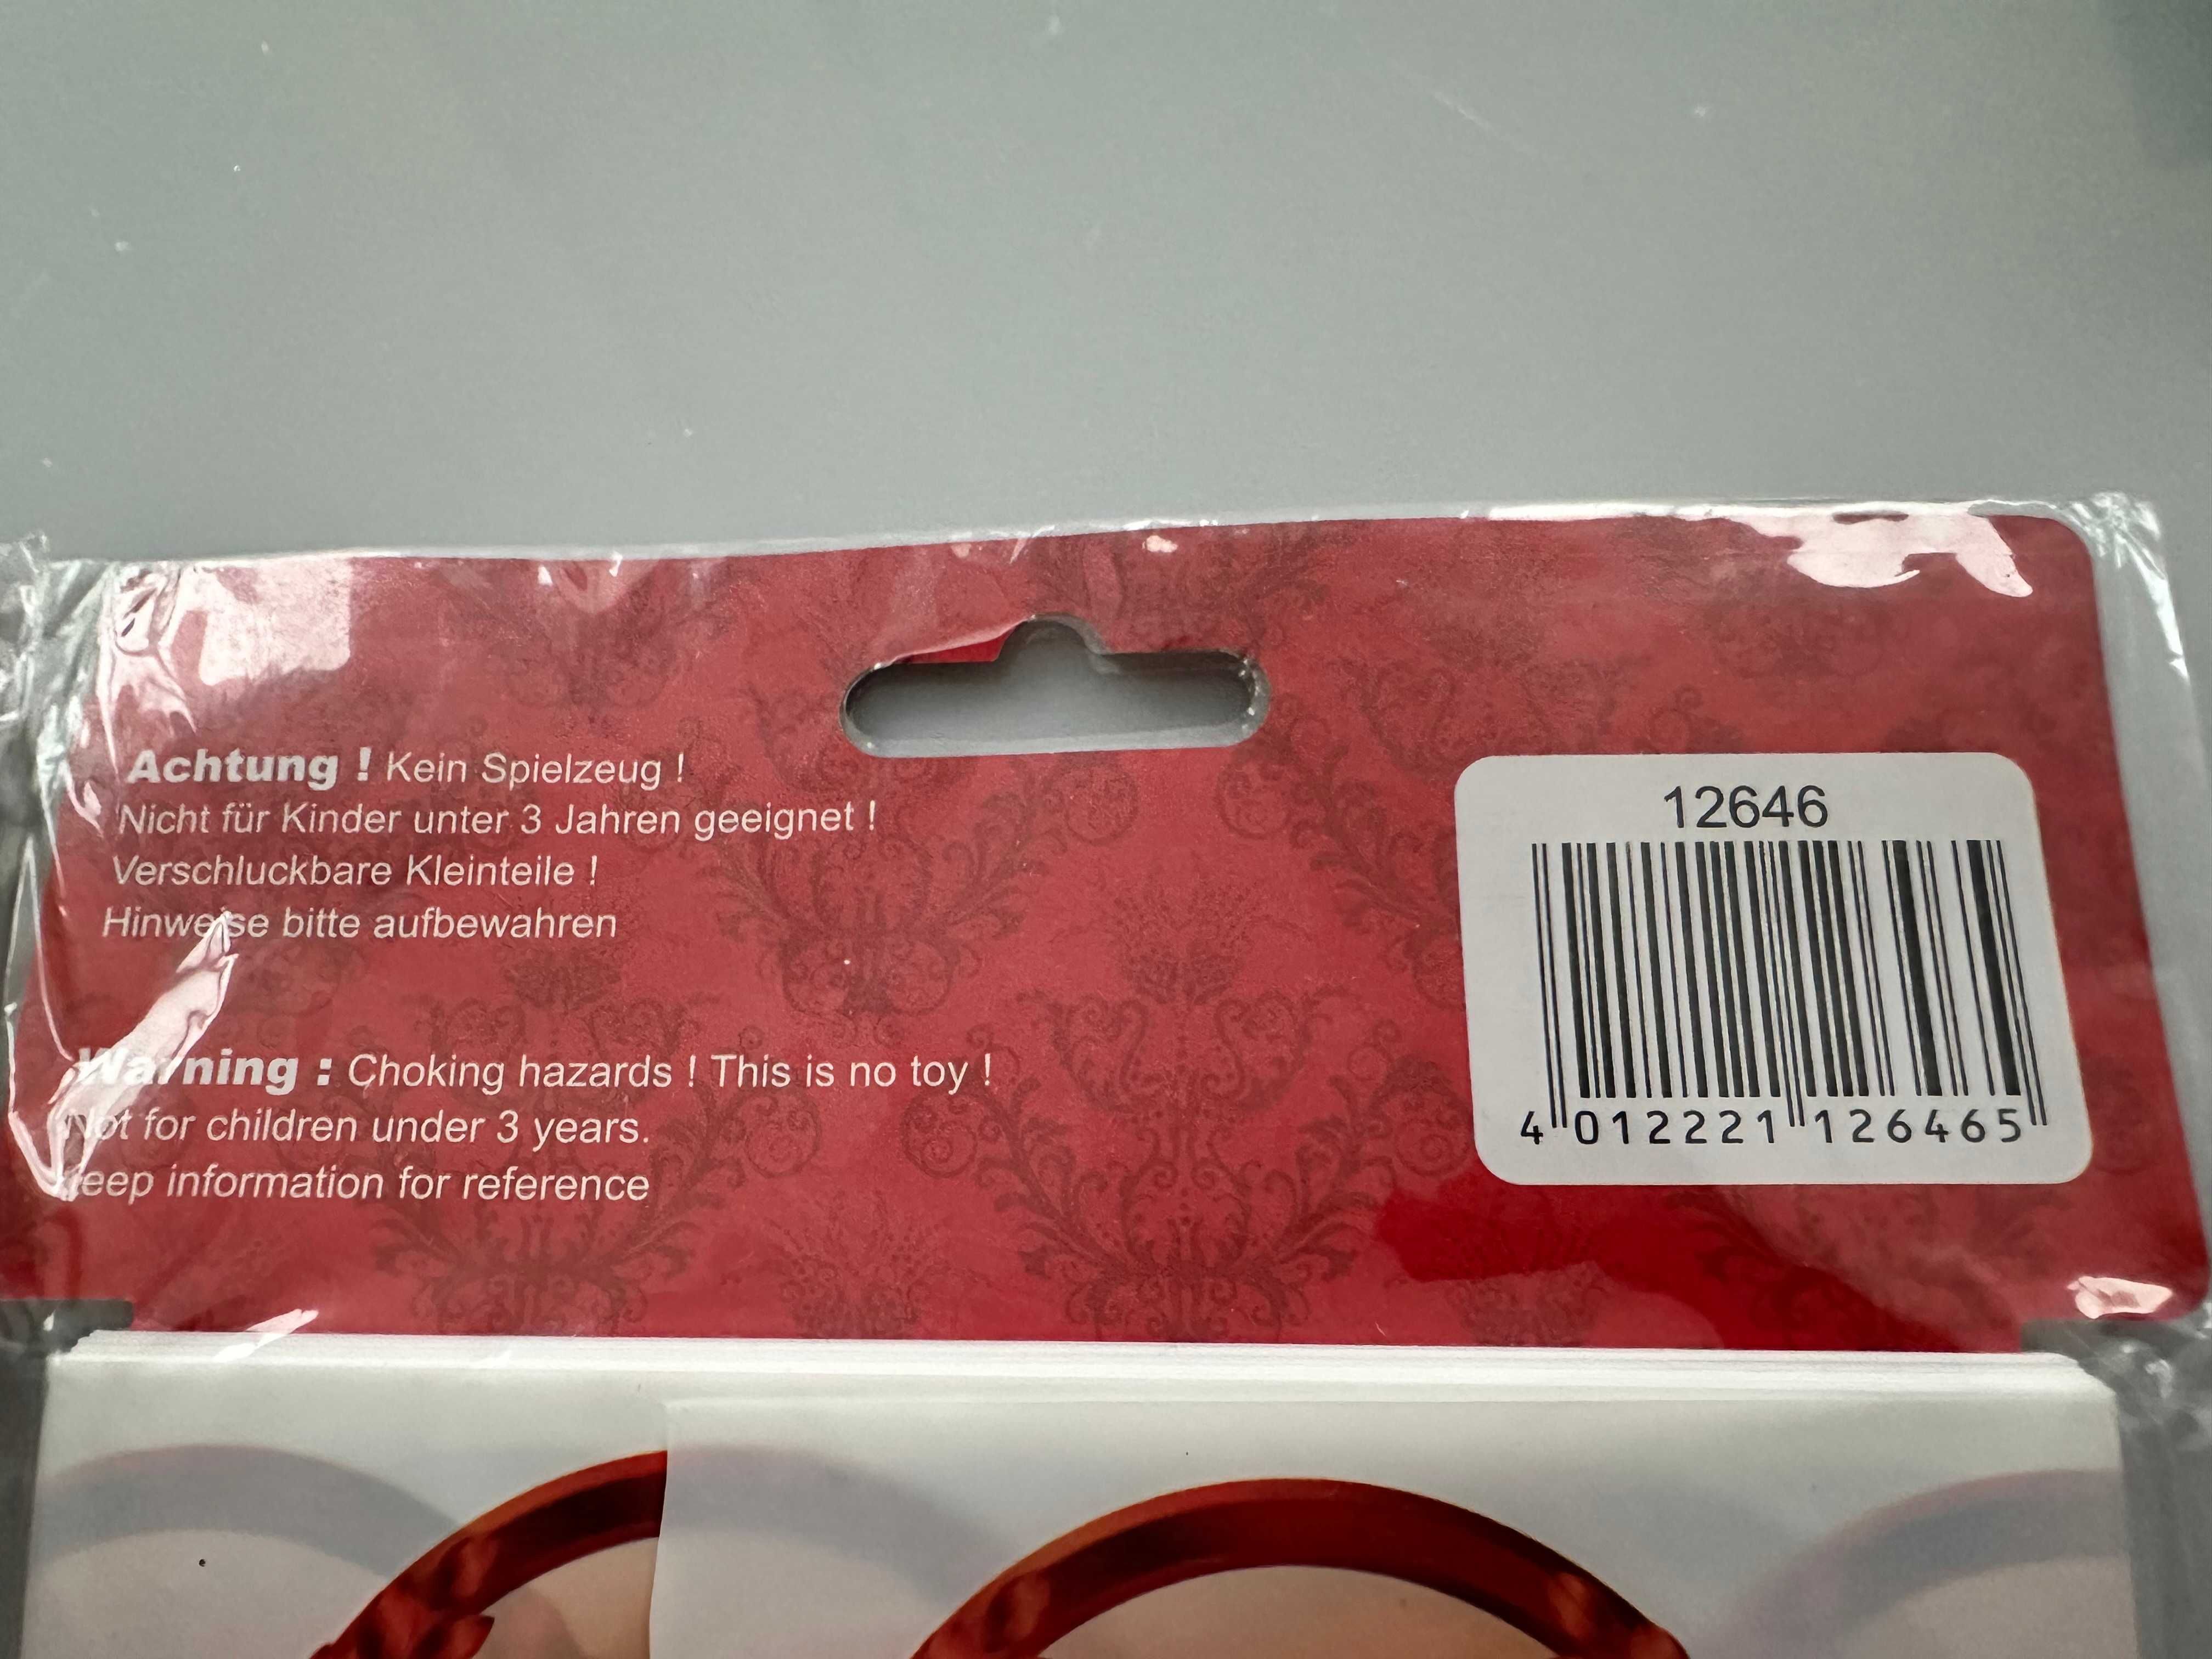 Achtung ! Kein Spielzeug !
Nicht für Kinder unter 3 Jahren geeignet !
Verschluckbare Kleinteile !
Hinweise bitte aufbewahren
Warning : Choking hazards ! This is no toy !
Not for children under 3 years.
Keep information for reference
12646
4 012221 126465